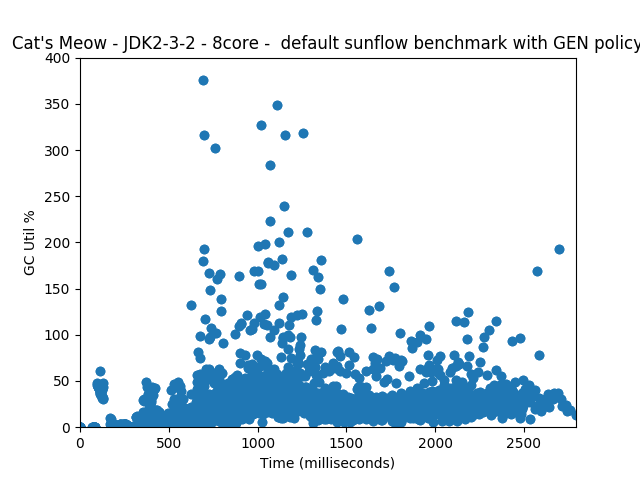 Cat's Meow - JDK2-3-2 - 8core -  default sunflow benchmark with GEN policy
400
350
300
250
200
150
100
50
0
GC Util %
0 500 1000 1500 2000 2500
Time (milliseconds)